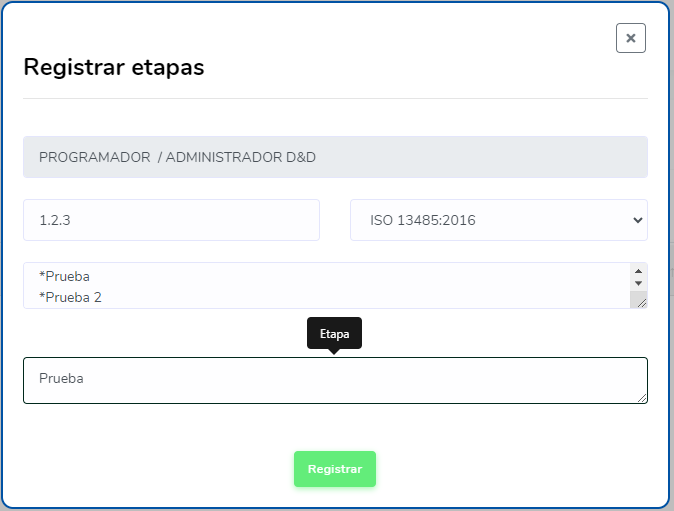 Registrar etapas
PROGRAMADOR / ADMINISTRADOR D&D
1.2.3
ISO 13485:2016
*Prueba
*Prueba 2
Etapa
Prueba
Registrar